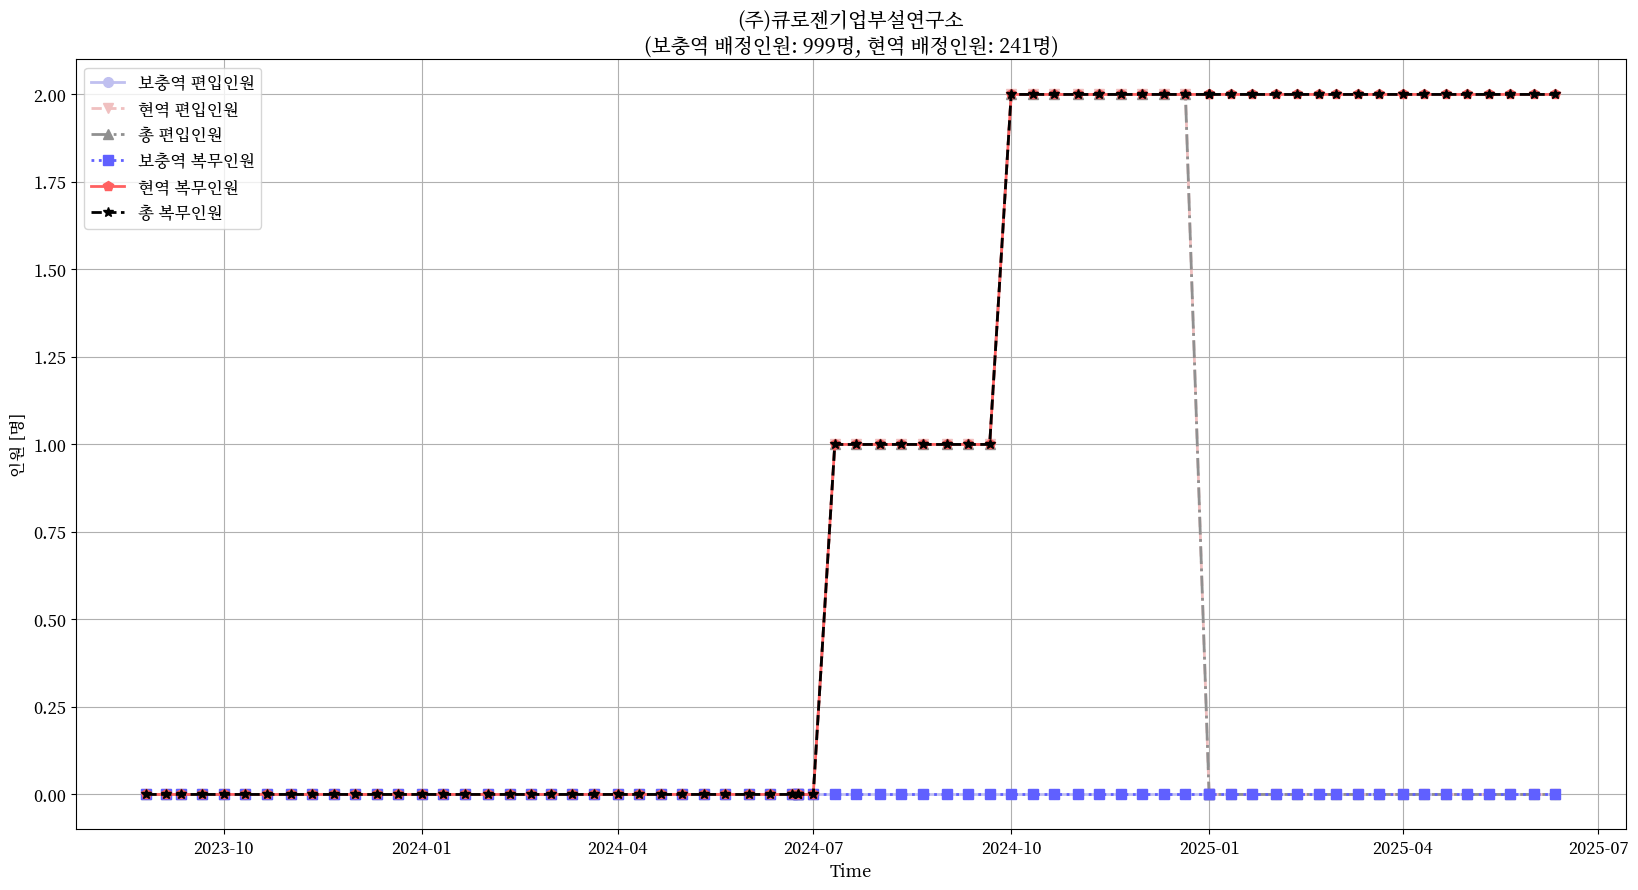 (주)큐로젠기업부설연구소
(보충역 배정인원: 999명, 현역 배정인원: 241명)
보충역 편입인원
현역 편입인원
총 편입인원
보충역 복무인원
현역 복무인원
총 복무인원
2.00
1.75
1.50
1.25
1.00
0.75
0.50
0.25
0.00
인원 [명]
2023-10
2024-01
2024-04
2024-07
2024-10
2025-01
2025-04
2025-07
Time